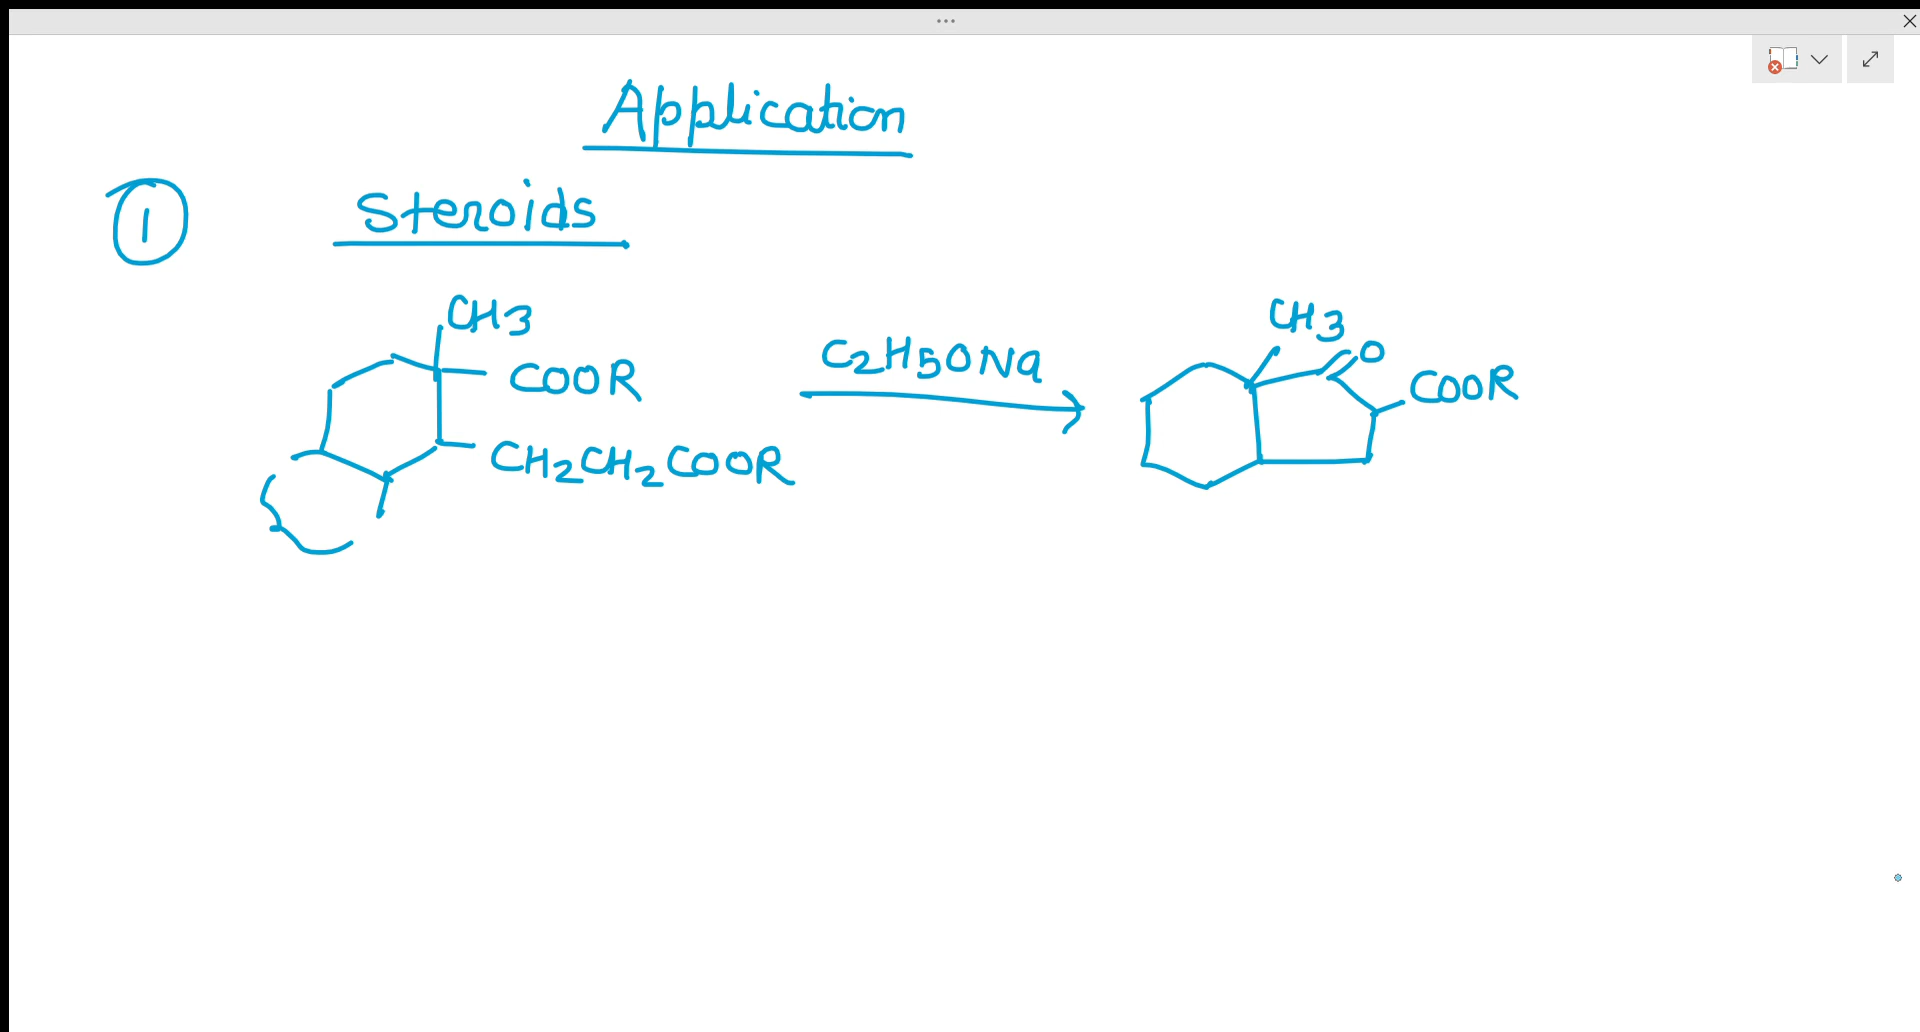 Application
1 Steroids
CH3
COOR
CH2CH2COOR
C2H5ONa
CH3
O
COOR